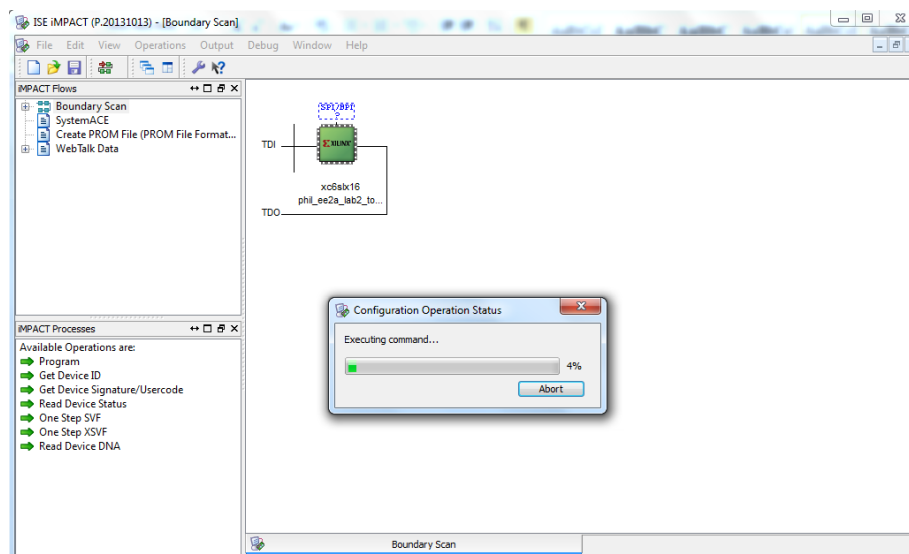 ISE iMPACT (P.20131013) - [Boundary Scan]
File Edit View Operations Output Debug Window Help
iMPACT Flows
Boundary Scan
SystemACE
Create PROM File (PROM File Format...
WebTalk Data
SPI/BPI
?
TDI
XILINX
xc6slx16
phil_ee2a_lab2_to...
TDO
Configuration Operation Status
Executing command...
4%
Abort
iMPACT Processes
Available Operations are:
Program
Get Device ID
Get Device Signature/Usercode
Read Device Status
One Step SVF
One Step XSVF
Read Device DNA
Boundary Scan